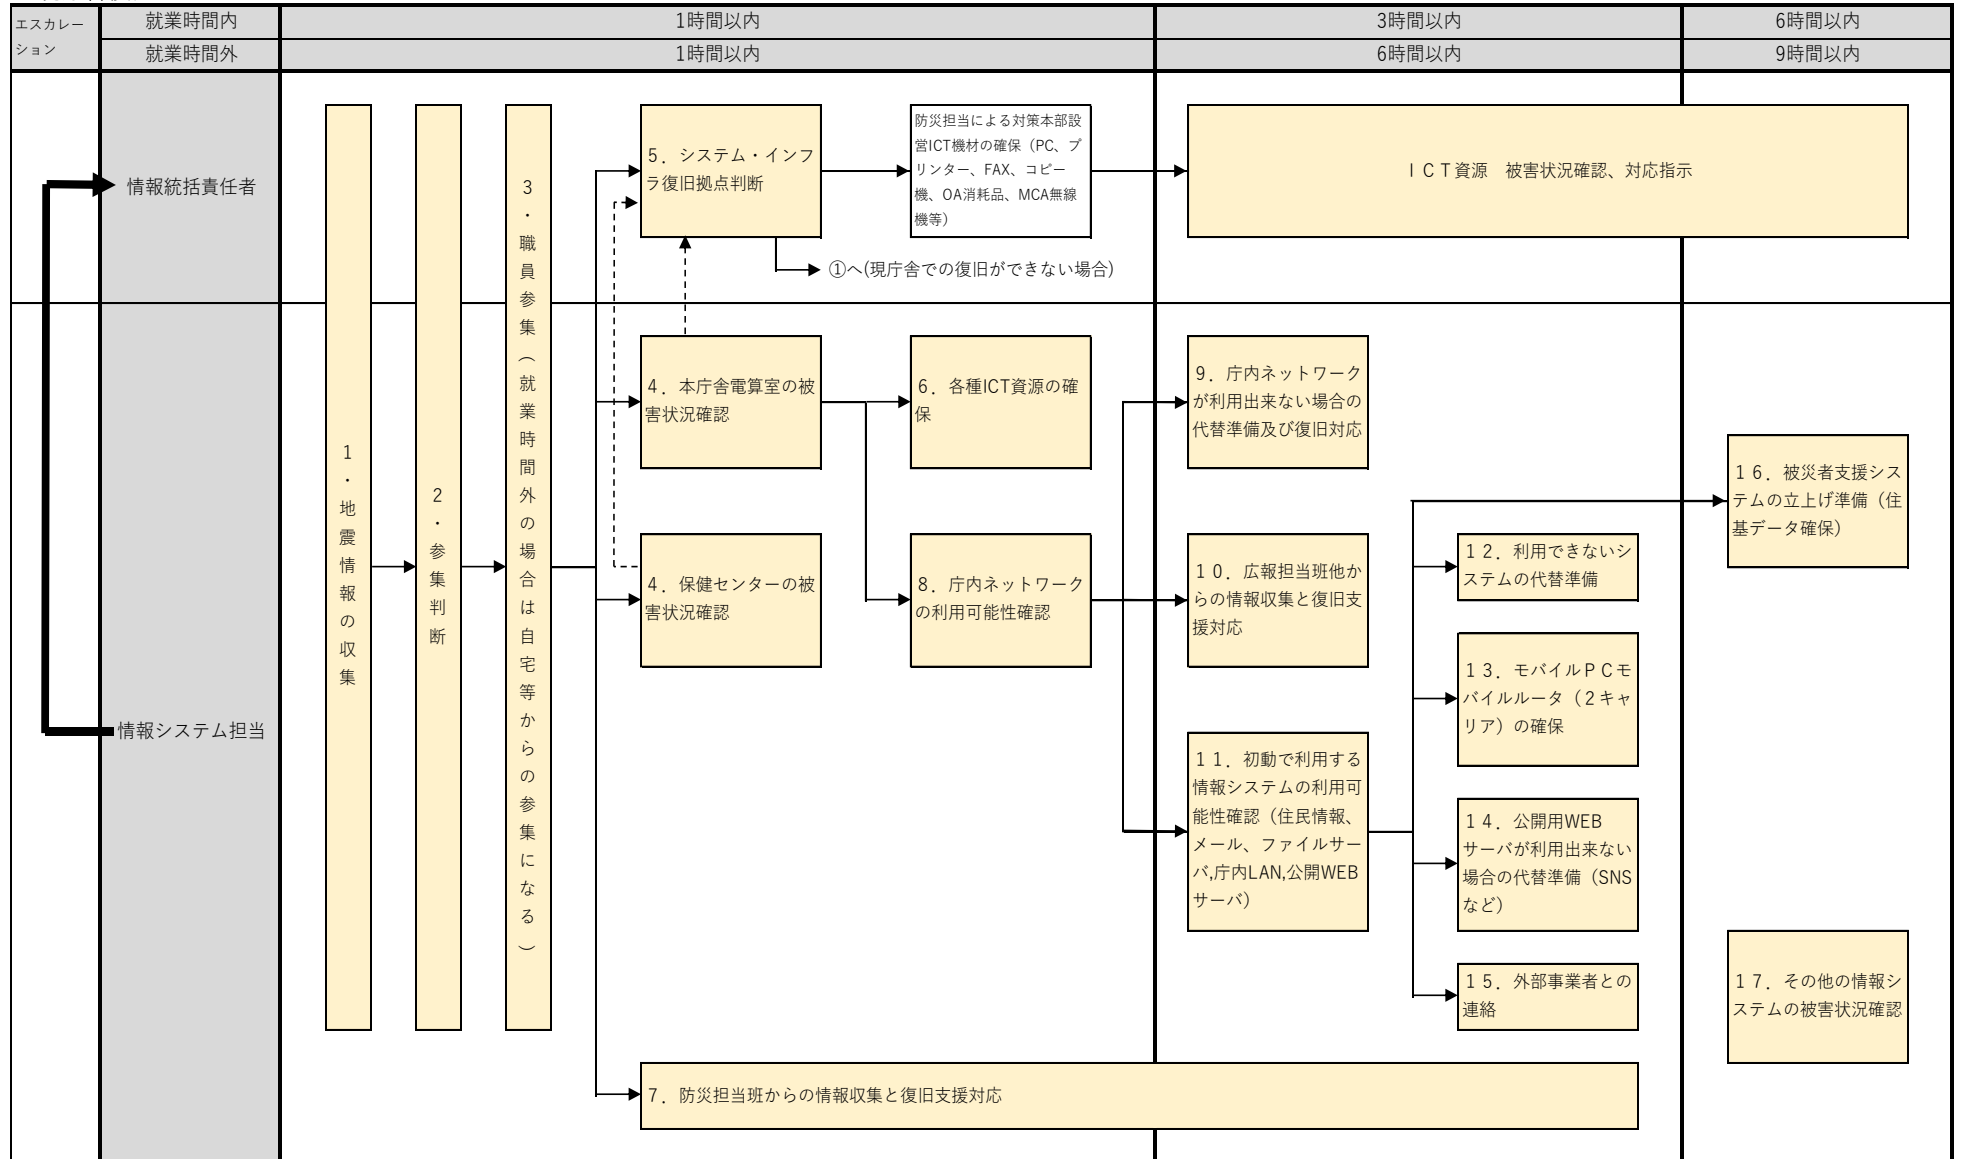 エスカレー
ション
就業時間内
1時間以内
3時間以内
6時間以内
就業時間外
1時間以内
6時間以内
9時間以内
情報統括責任者
情報システム担当
1・地震情報の収集
2・参集判断
3・職員参集（就業時間外の場合は自宅等からの参集になる）
５．システム・インフ
ラ復旧拠点判断
防災担当による対策本部設
営ICT機材の確保（PC、プ
リンター、FAX、コピー
機、OA消耗品、MCA無線
機等）
ＩＣＴ資源　被害状況確認、対応指示
①へ(現庁舎での復旧ができない場合)
４．本庁舎電算室の被
害状況確認
６．各種ICT資源の確
保
９．庁内ネットワーク
が利用出来ない場合の
代替準備及び復旧対応
４．保健センターの被
害状況確認
８．庁内ネットワーク
の利用可能性確認
１０．広報担当班他か
らの情報収集と復旧支
援対応
１１．初動で利用する
情報システムの利用可
能性確認（住民情報、
メール、ファイルサー
バ,庁内LAN,公開WEB
サーバ）
１２．利用できないシ
ステムの代替準備
１３．モバイルＰＣモ
バイルルータ（２キャ
リア）の確保
１４．公開用WEB
サーバが利用出来ない
場合の代替準備（SNS
など）
１５．外部事業者との
連絡
１６．被災者支援シス
テムの立上げ準備（住
基データ確保）
１７．その他の情報シ
ステムの被害状況確認
７．防災担当班からの情報収集と復旧支援対応